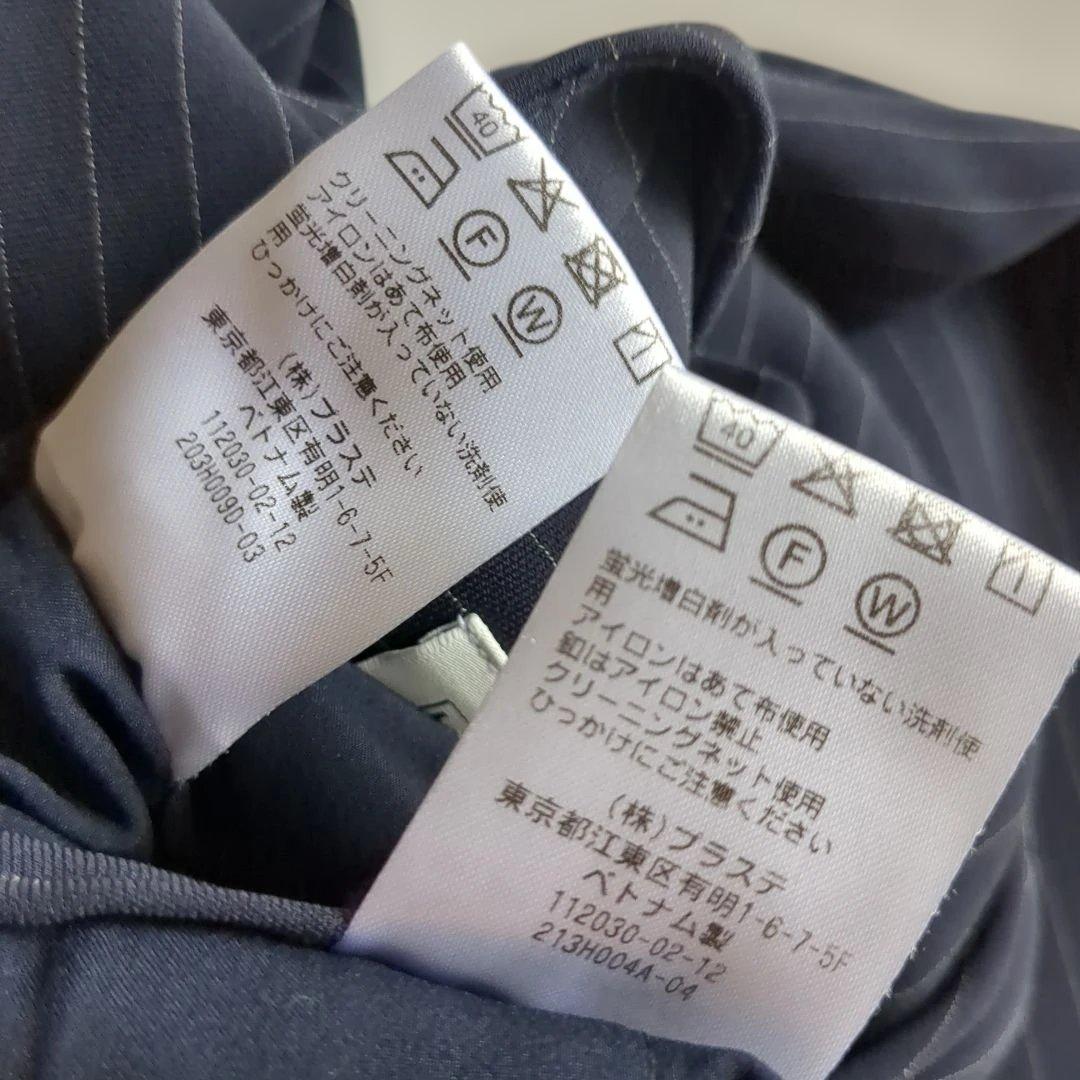 40
F
W
クリーニングネット使用
アイロンはあて布使用
蛍光増白剤が入っていない洗剤使
用
ひっかけにご注意ください
(株)プラステ
東京都江東区有明1-6-7-5F
ベトナム製
112030-02-12
203H009D-03
40
F
W
蛍光増白剤が入っていない洗剤使
用
アイロンはあて布使用
釦はアイロン禁止
クリーニングネット使用
ひっかけにご注意ください
(株)プラステ
東京都江東区有明1-6-7-5F
ベトナム製
112030-02-12
213H004A-04